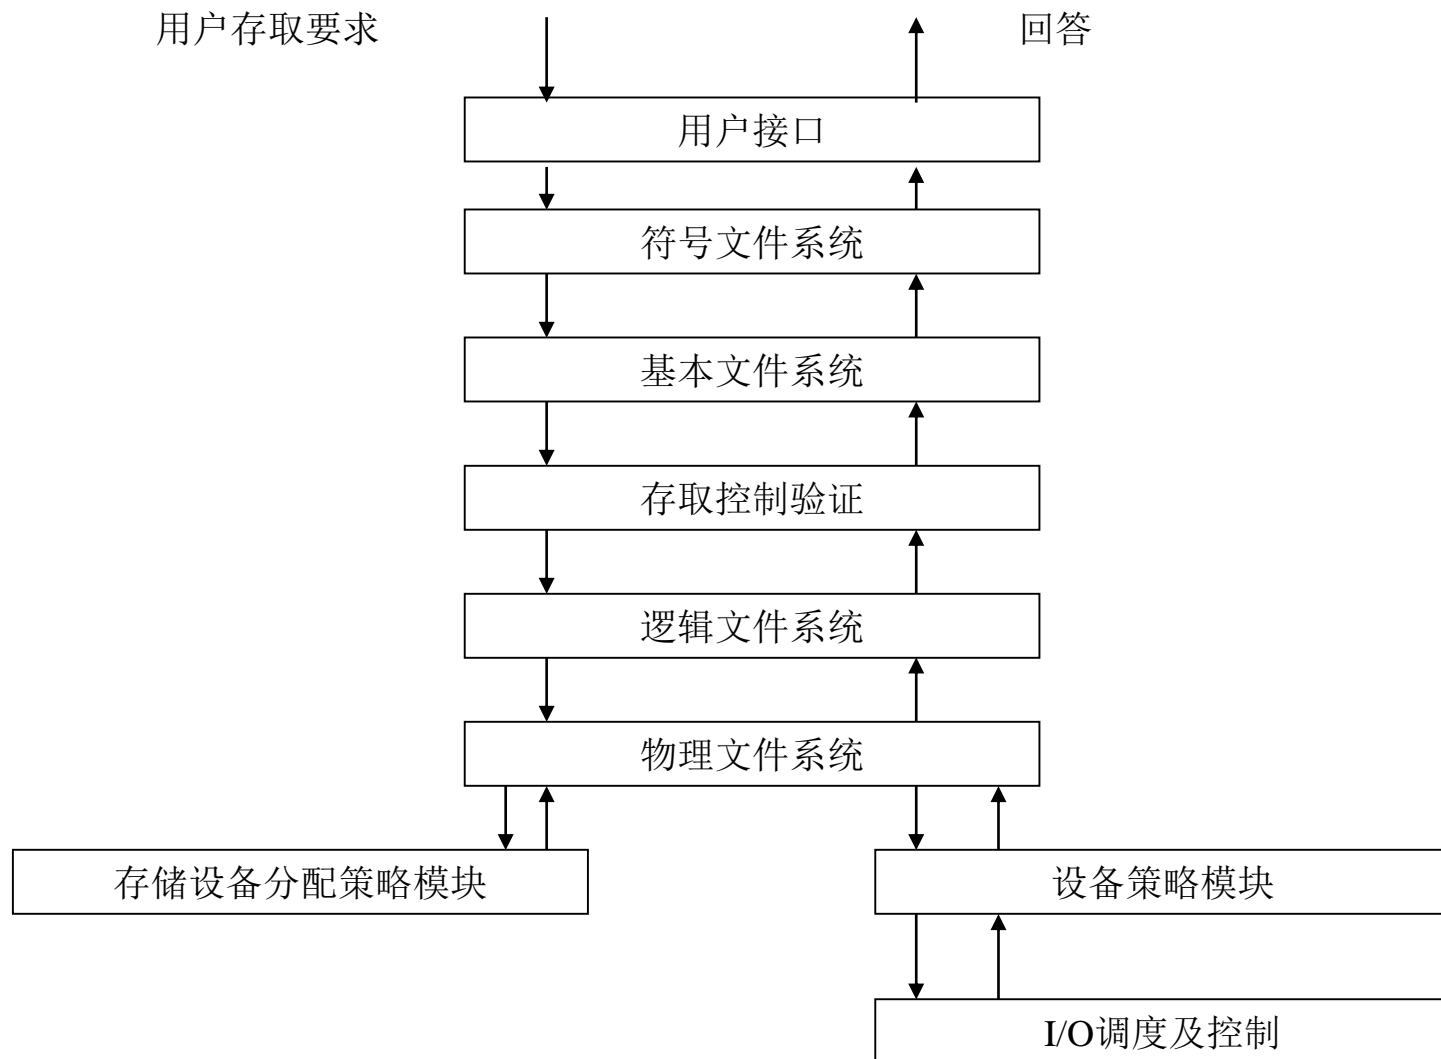 用户存取要求
回答
用户接口
符号文件系统
基本文件系统
存取控制验证
逻辑文件系统
物理文件系统
存储设备分配策略模块
设备策略模块
I/O调度及控制